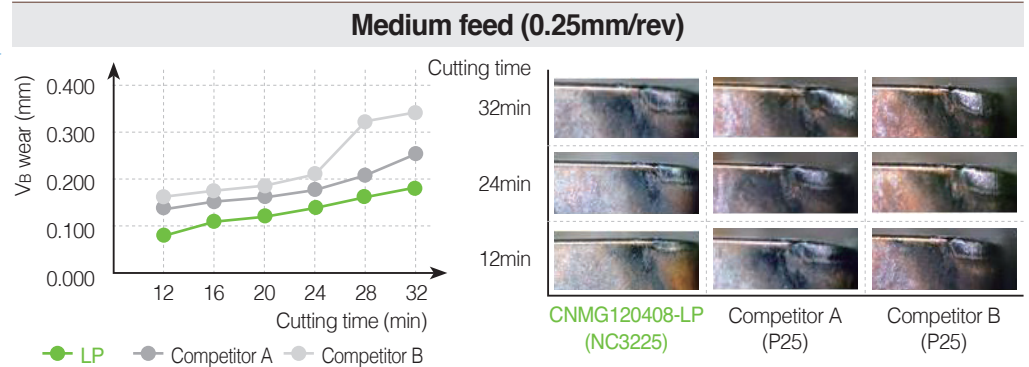 Medium feed (0.25mm/rev)
VB wear (mm)
0.400
0.300
0.200
0.100
0.000
12 16 20 24 28 32
Cutting time (min)
LP Competitor A Competitor B
Cutting time
32min
24min
12min
CNMG120408-LP
(NC3225)
Competitor A
(P25)
Competitor B
(P25)